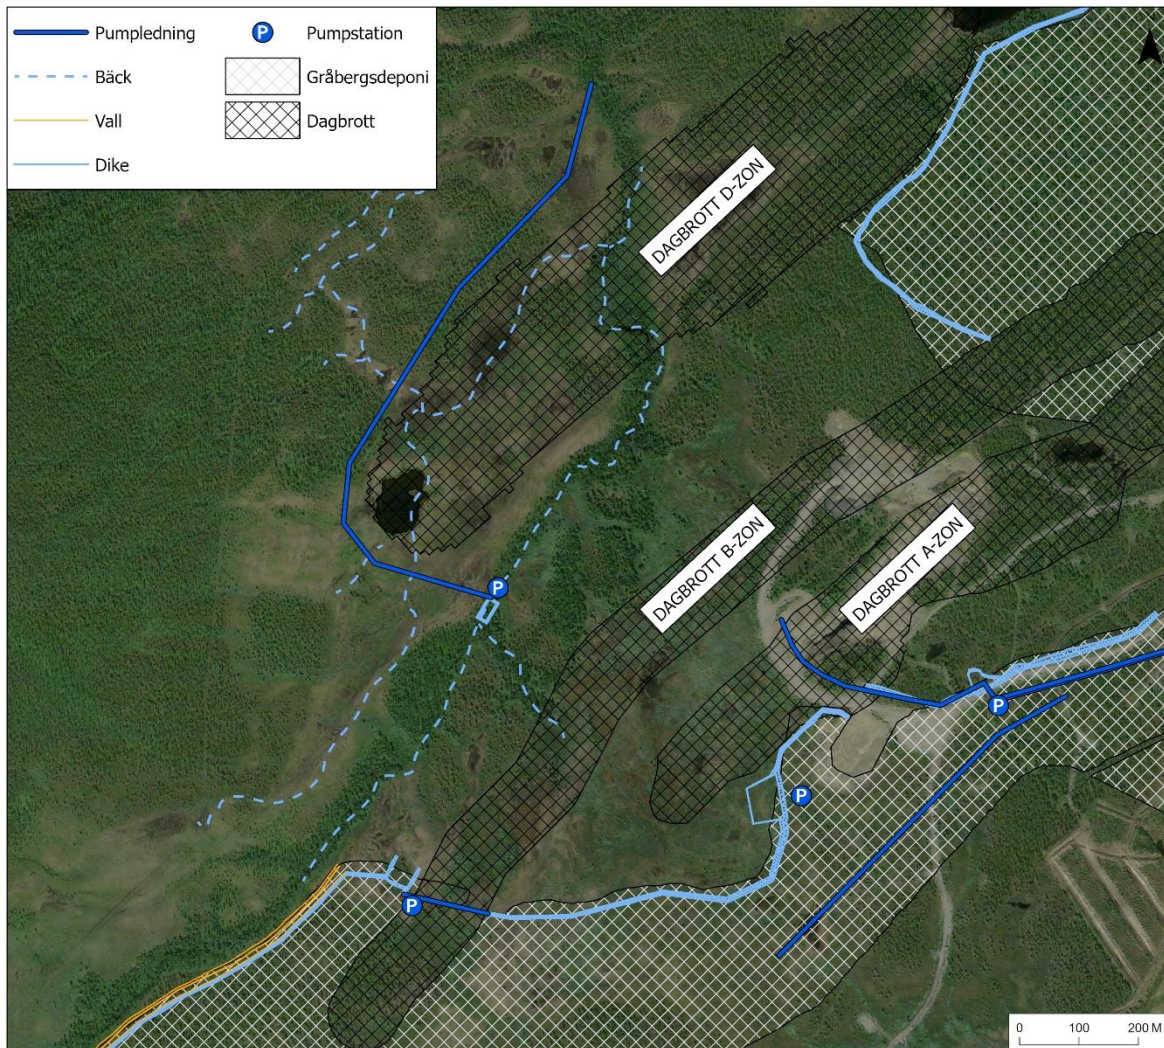 Pumpledning
P Pumpstation
Bäck
Gråbergsdeponi
Vall
Dagbrott
Dike
DAGBROTT D-ZON
DAGBROTT B-ZON
DAGBROTT A-ZON
P
P
P
P
0 100 200 M